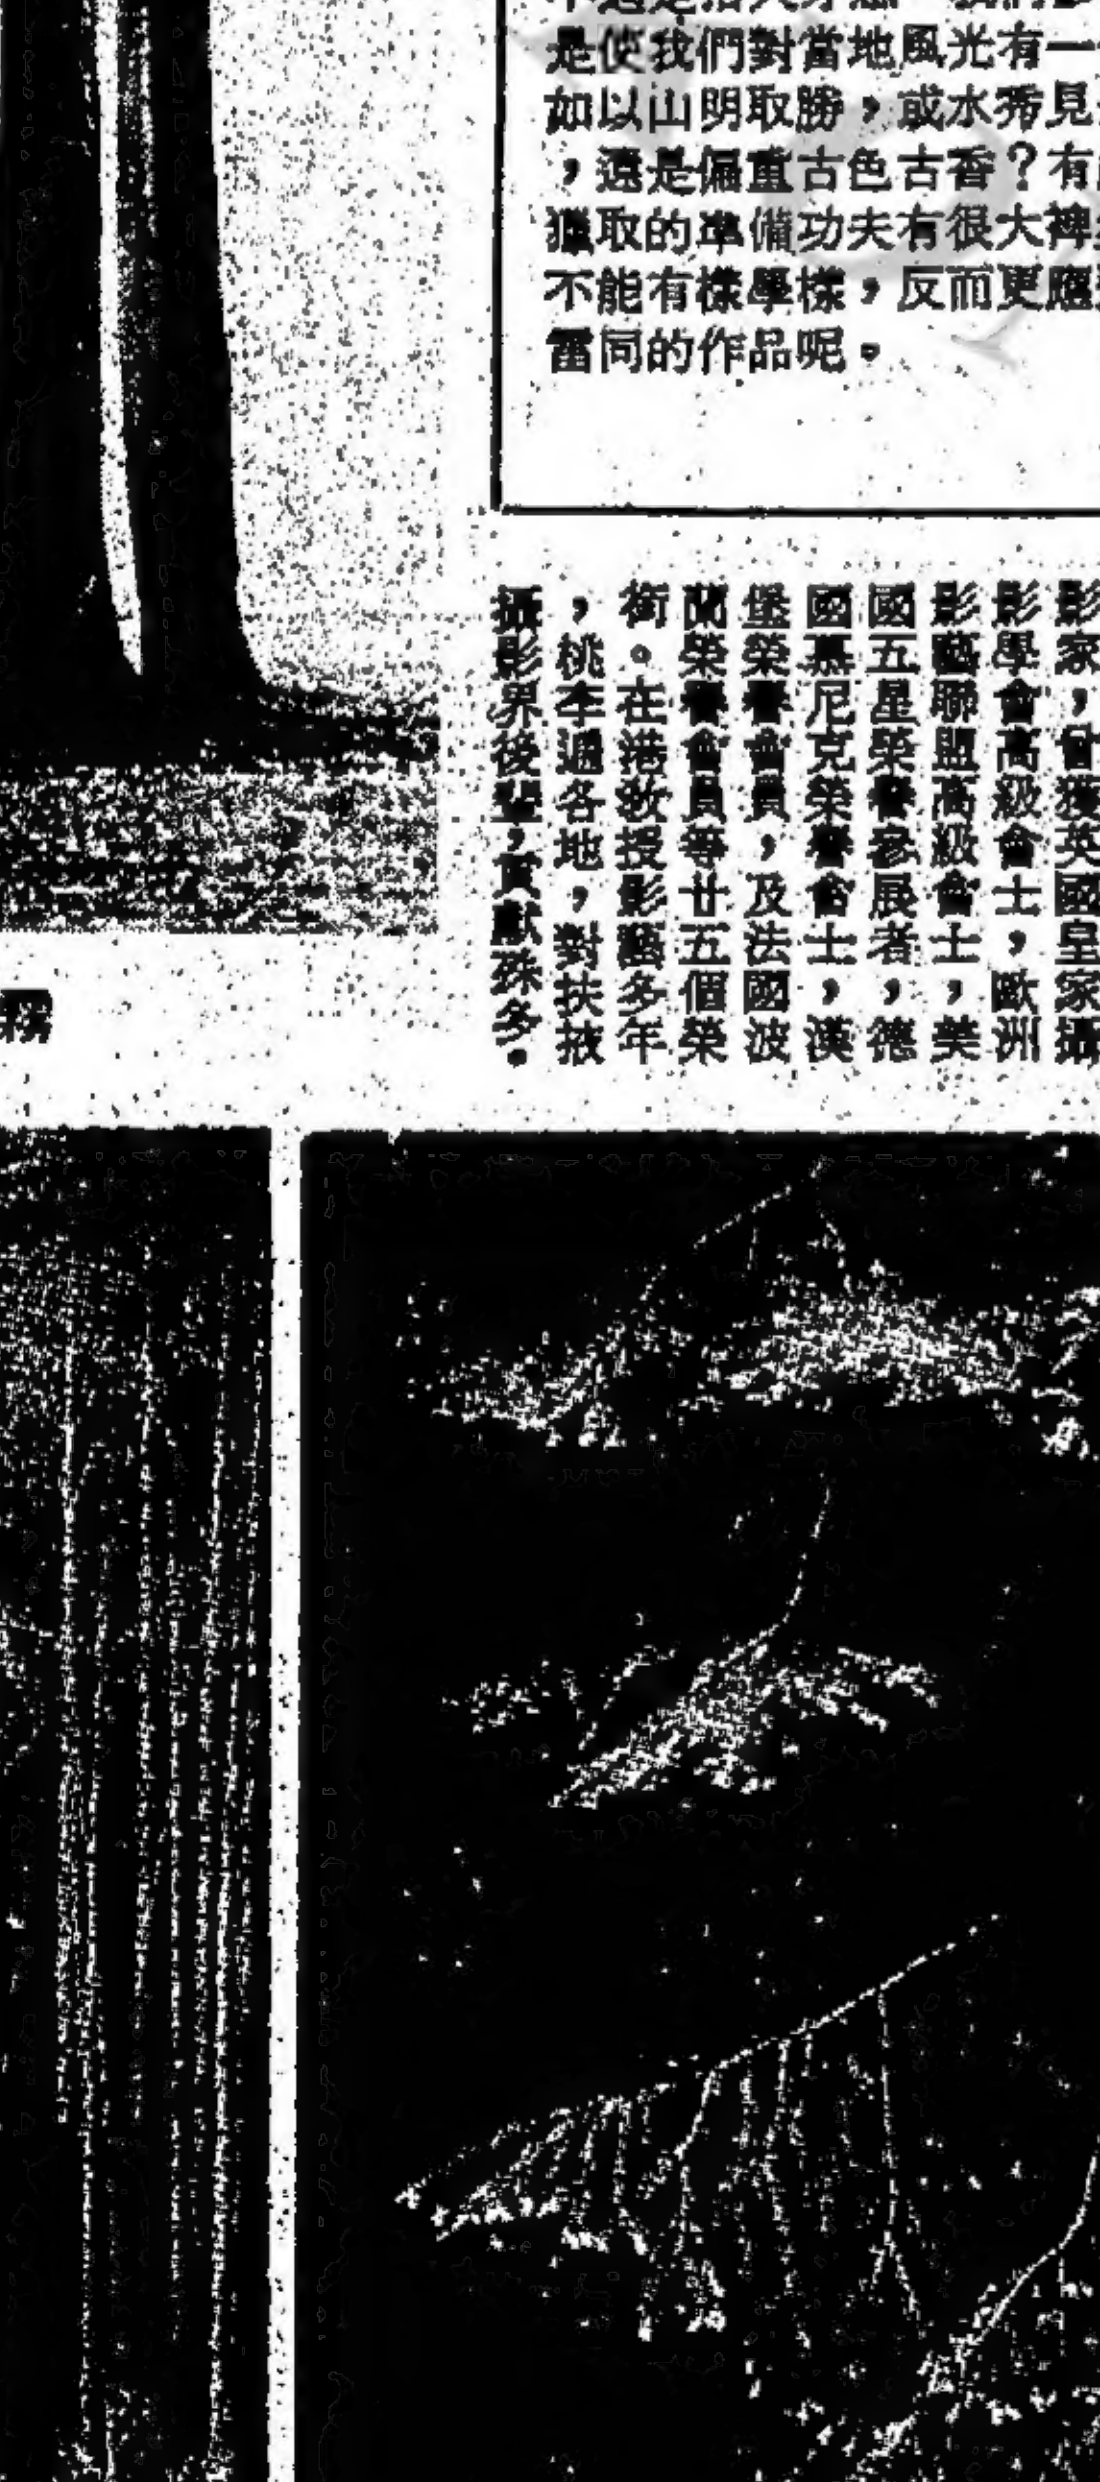 是使我們對當地風光有一
如以山明取勝，或水秀見
，還是偏重古色古香？有
獵取的準備功夫有很大裨
不能有樣學樣，反而更應
雷同的作品呢。
影家，曾獲英國皇家攝
影學會高級會士，歐洲
影藝聯盟高級會士，美
國五星榮譽參展者，德
國慕尼克榮譽會士，漢
堡榮譽會員，及法國波
蘭榮譽會員等廿五個榮
銜。在港教授影藝多年
，桃李遍各地，對扶掖
攝影界後輩，貢獻殊多。
霧